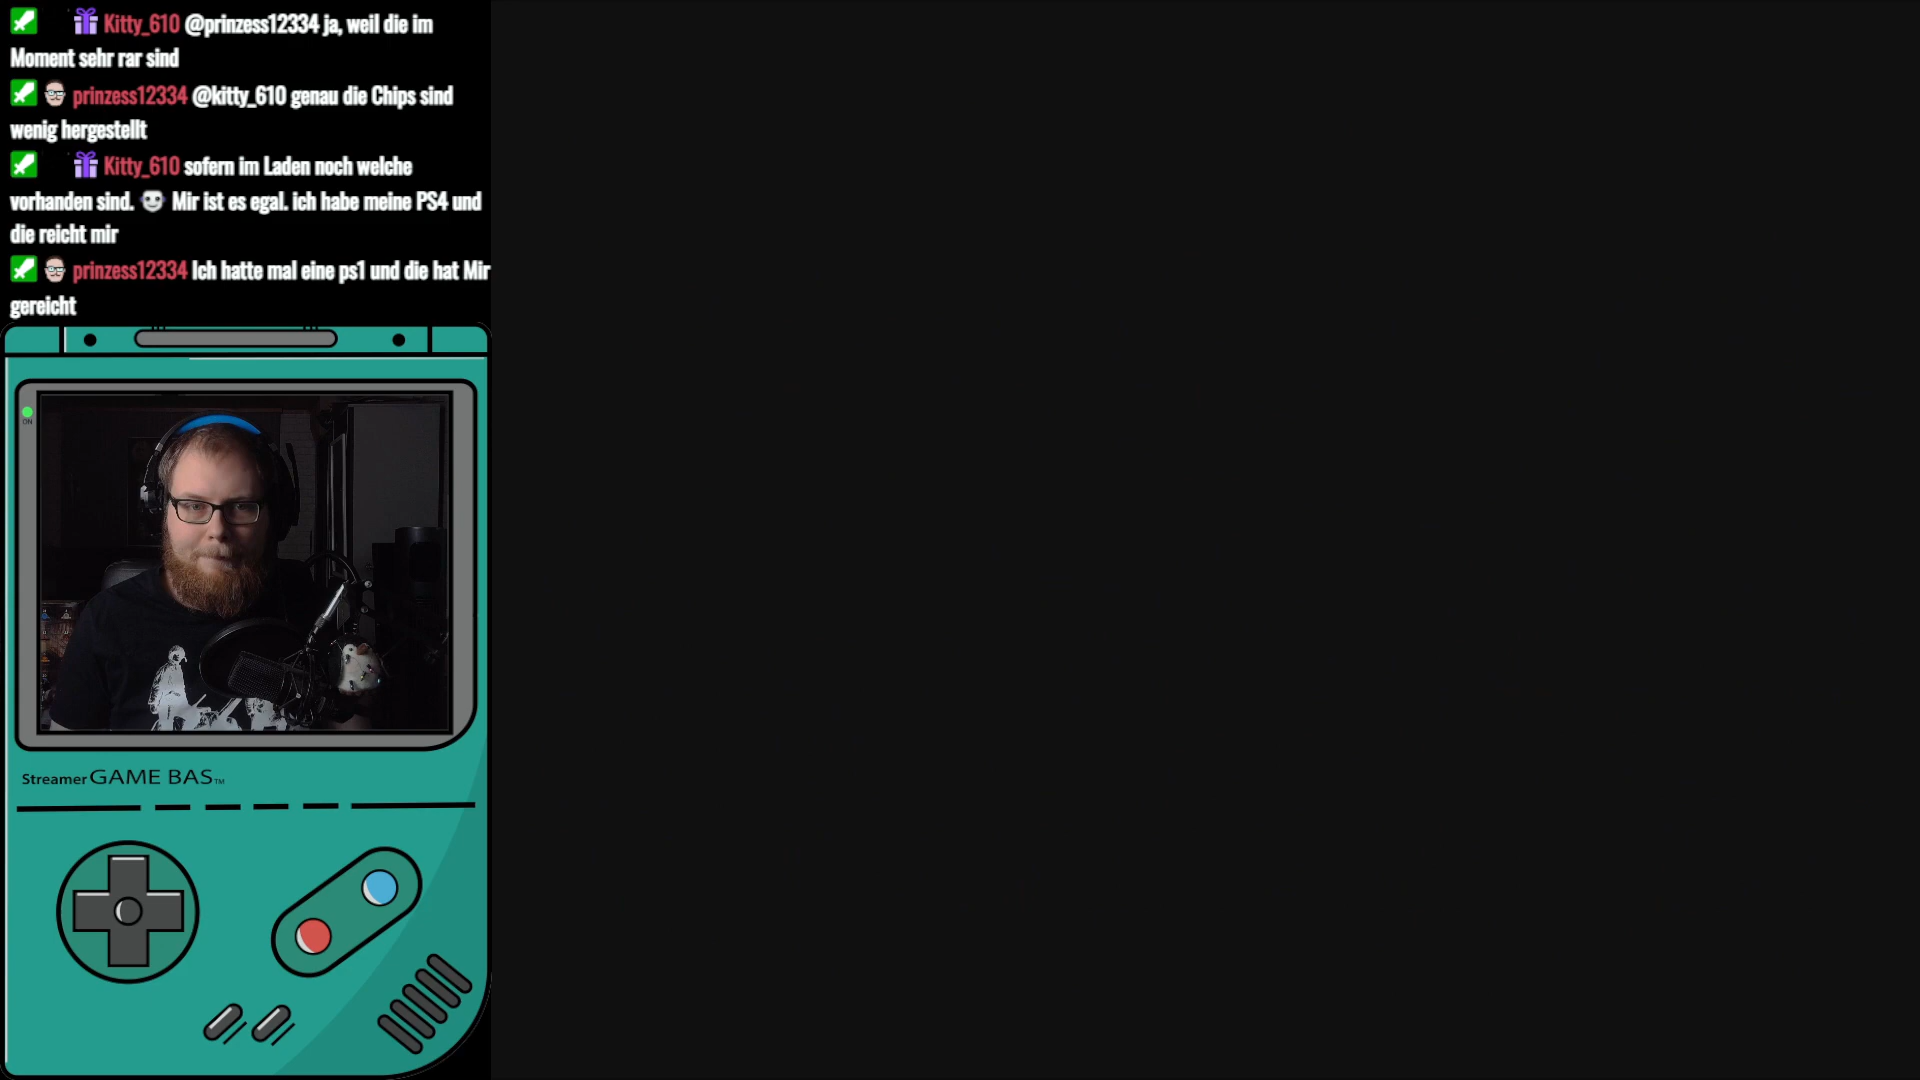 Kitty_610 @prinzess12334 ja, weil die im
Moment sehr rar sind
prinzess12334 @kitty_610 genau die Chips sind
wenig hergestellt
Kitty_610 sofern im Laden noch welche
vorhanden sind. Mir ist es egal. ich habe meine PS4 und
die reicht mir
prinzess12334 Ich hatte mal eine ps1 und die hat Mir
gereicht
ON
Streamer GAME BAS TM